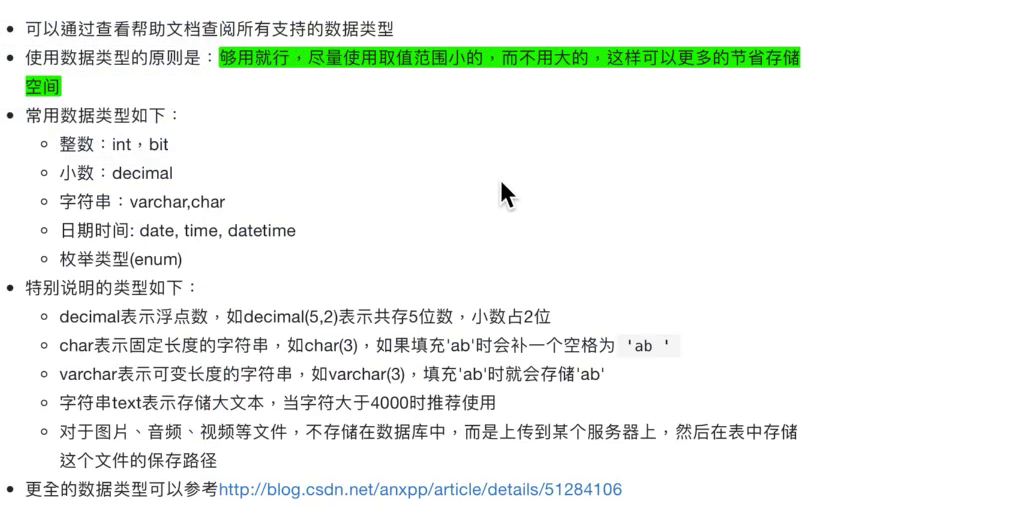 可以通过查看帮助文档查阅所有支持的数据类型
使用数据类型的原则是：够用就行，尽量使用取值范围小的，而不用大的，这样可以更多的节省存储
空间
常用数据类型如下：
整数：int，bit
小数：decimal
字符串：varchar,char
日期时间: date, time, datetime
枚举类型(enum)
特别说明的类型如下：
decimal表示浮点数，如decimal(5,2)表示共存5位数，小数占2位
char表示固定长度的字符串，如char(3)，如果填充'ab'时会补一个空格为 'ab '
varchar表示可变长度的字符串，如varchar(3)，填充'ab'时就会存储'ab'
字符串text表示存储大文本，当字符大于4000时推荐使用
对于图片、音频、视频等文件，不存储在数据库中，而是上传到某个服务器上，然后在表中存储
这个文件的保存路径
更全的数据类型可以参考http://blog.csdn.net/anxpp/article/details/51284106